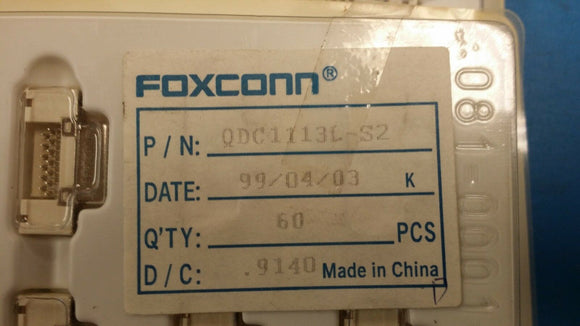 FOXCONN®
P/N: QDC1113C-S2
DATE: 99/04/03 K
Q'TY: 60 PCS
D/C: .9140 Made in China
081-0001